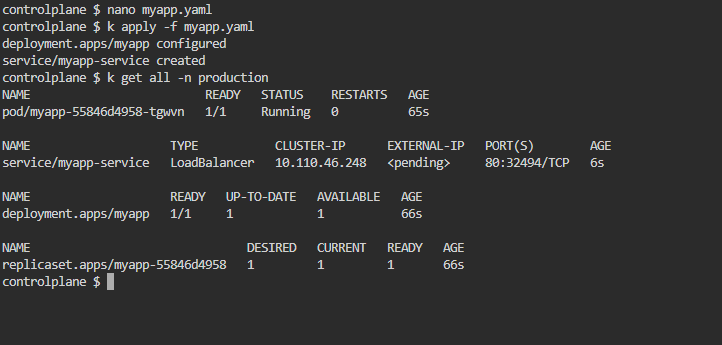 controlplane $ nano myapp.yaml
controlplane $ k apply -f myapp.yaml
deployment.apps/myapp configured
service/myapp-service created
controlplane $ k get all -n production
NAME READY STATUS RESTARTS AGE
pod/myapp-55846d4958-tgwvn 1/1 Running 0 65s
NAME TYPE CLUSTER-IP EXTERNAL-IP PORT(S) AGE
service/myapp-service LoadBalancer 10.110.46.248 <pending> 80:32494/TCP 6s
NAME READY UP-TO-DATE AVAILABLE AGE
deployment.apps/myapp 1/1 1 1 66s
NAME DESIRED CURRENT READY AGE
replicaset.apps/myapp-55846d4958 1 1 1 66s
controlplane $